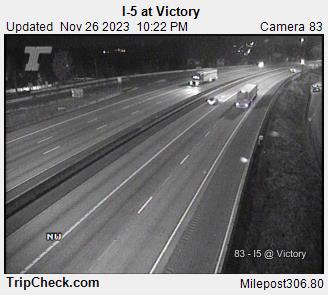 I-5 at Victory
Updated Nov 26 2023 10:22 PM Camera 83
T
NW
83 - I5 @ Victory
TripCheck.com Milepost306.80